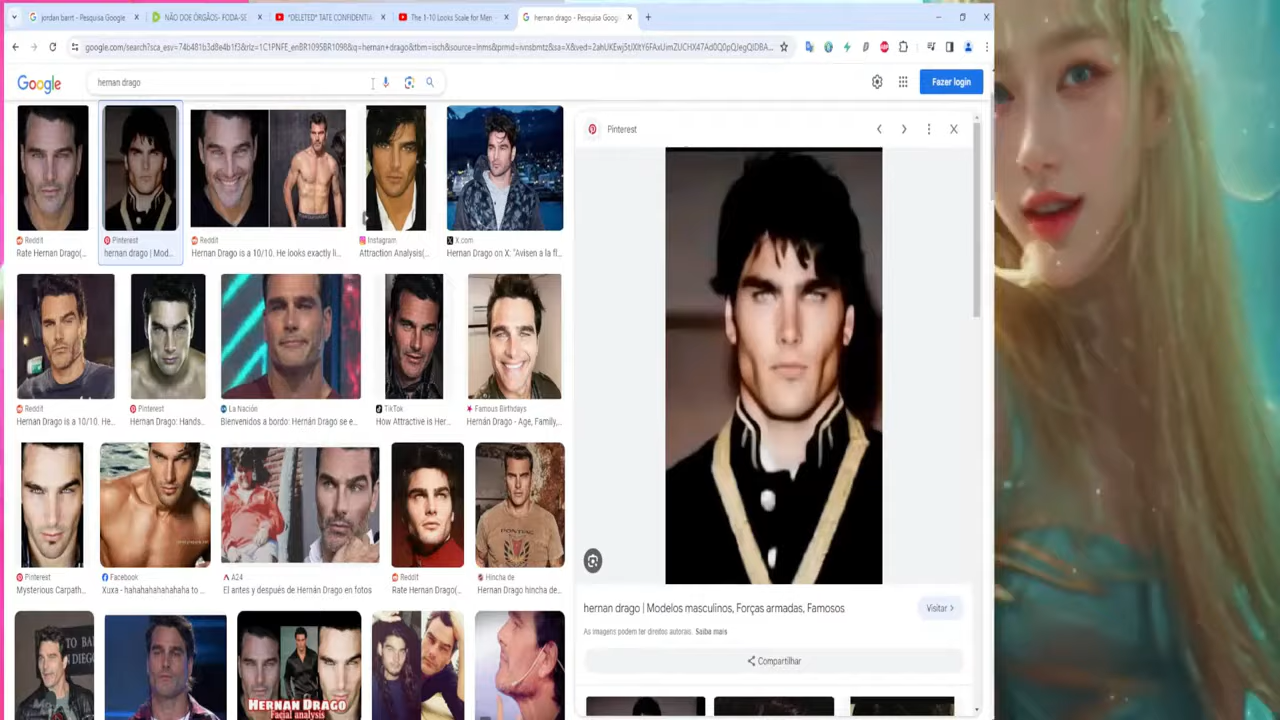 jordan barrt - Pesquisa Google
NÃO DOE ÓRGÃOS- FODA-SE
*DELETED* TATE CONFIDENTIA
The 1-10 Looks Scale for Men
hernan drago - Pesquisa Goo
Google
hernan drago
Fazer login
Pinterest
Reddit
Rate Hernan Drago(...
Pinterest
hernan drago | Mod...
Reddit
Hernan Drago is a 10/10. He looks exactly li...
Instagram
Attraction Analysis(...
X.com
Hernan Drago on X: "Avisen a la fl...
Reddit
Hernan Drago is a 10/10. He...
Pinterest
Hernan Drago: Hands...
La Nación
Bienvenidos a bordo: Hernán Drago se e...
TikTok
How Attractive is Her...
Famous Birthdays
Hernán Drago - Age, Family,...
PONTIAC
Pinterest
Mysterious Carpath...
Facebook
Xuxa - hahahahahahaha to ...
A24
El antes y después de Hernán Drago en fotos
Reddit
Rate Hernan Drago(...
Hincha de
Hernan Drago hincha de...
HERNAN DRAGO
Facial analysis
hernan drago | Modelos masculinos, Forças armadas, Famosos
Visitar
As imagens podem ter direitos autorais. Saiba mais
Compartilhar